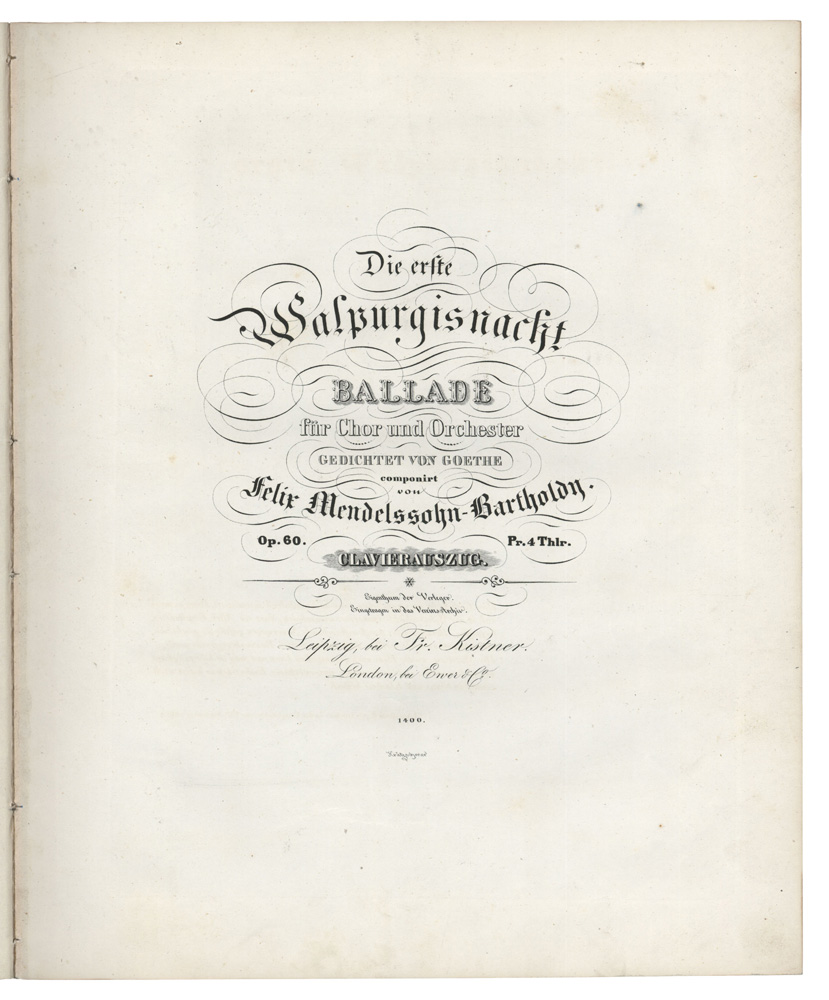 Die erſte
Walpurgisnacht
BALLADE
für Chor und Orchester
GEDICHTET VON GOETHE
componirt
von
Felix Mendelssohn-Bartholdy.
Op. 60. Pr. 4 Thlr.
CLAVIERAUSZUG.
Eigenthum der Verleger.
Eingetragen in das Vereins-Archiv.
Leipzig, bei Fr. Kistner.
London, bei Ewer & Co.
1400.